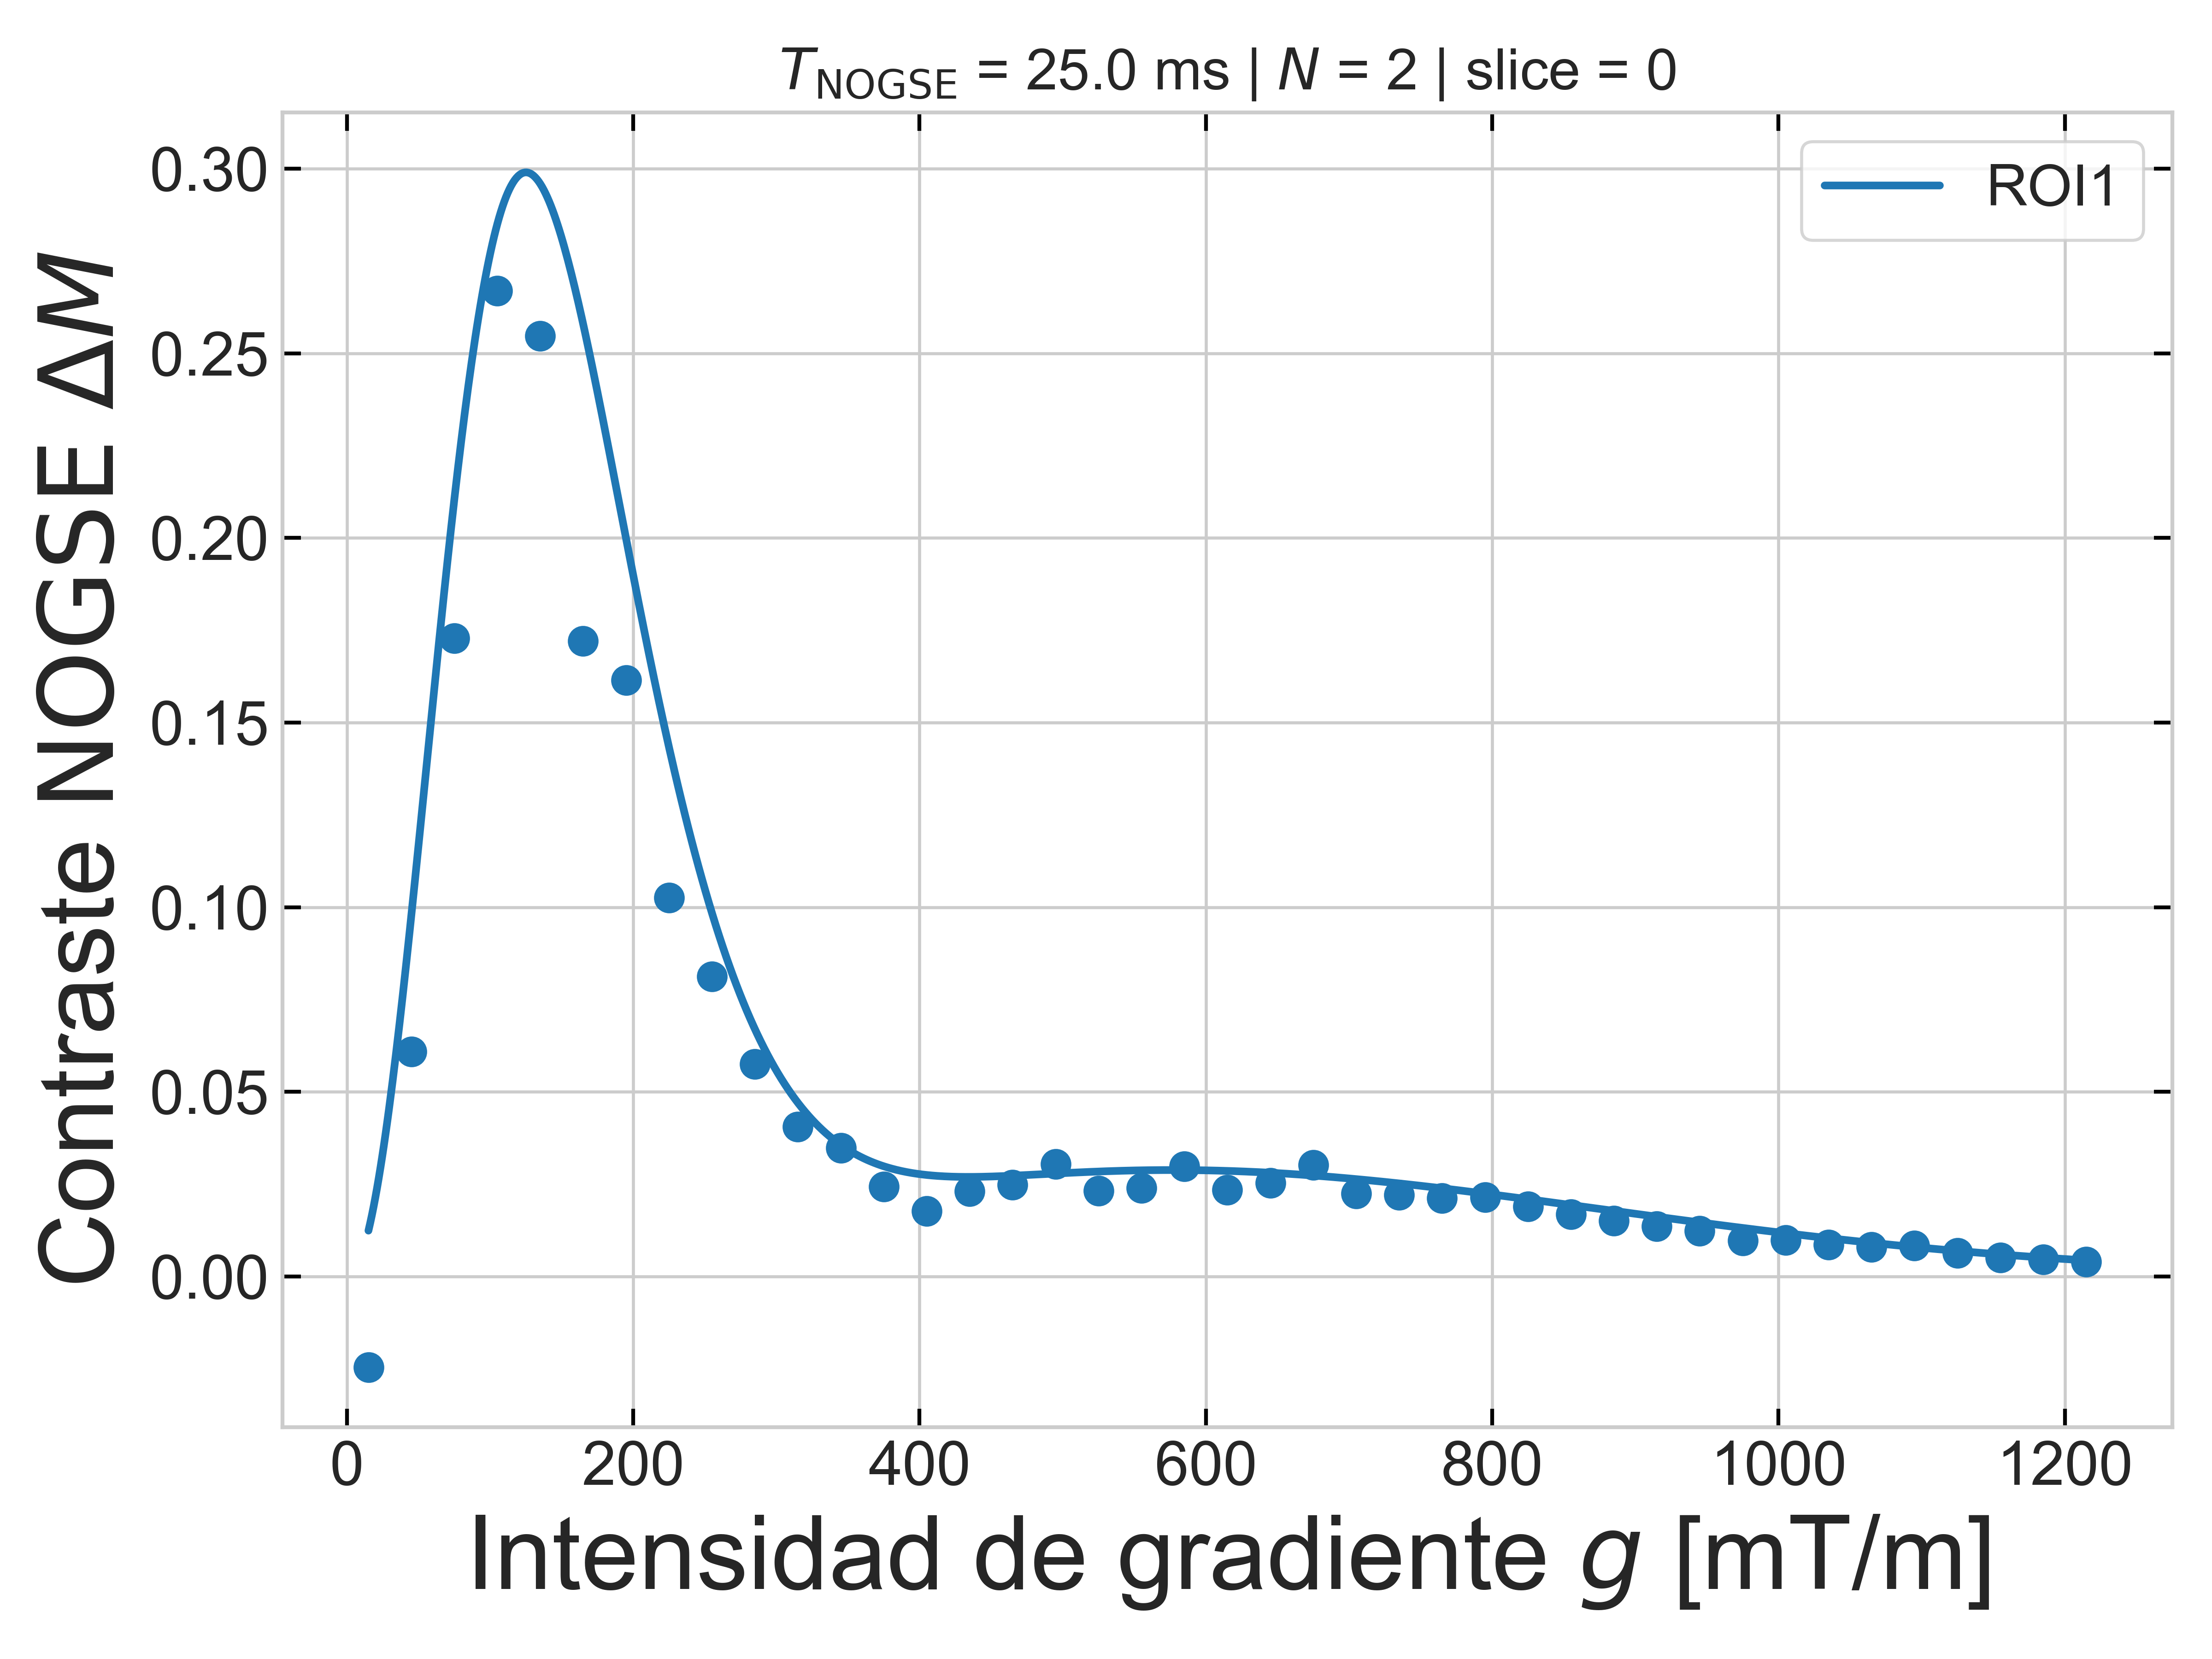 T_NOGSE = 25.0 ms | N = 2 | slice = 0
ROI1
Contraste NOGSE ΔM
0.30
0.25
0.20
0.15
0.10
0.05
0.00
0 200 400 600 800 1000 1200
Intensidad de gradiente g [mT/m]